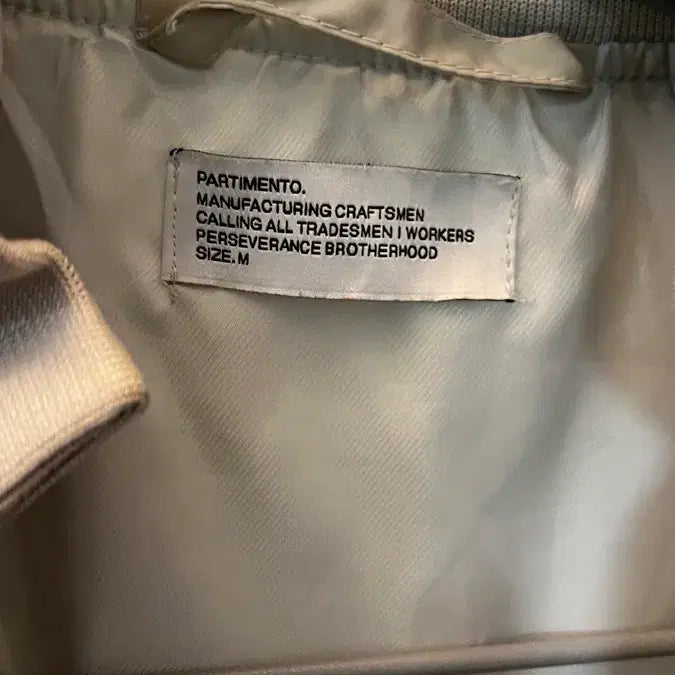 PARTIMENTO.
MANUFACTURING CRAFTSMEN
CALLING ALL TRADESMEN I WORKERS
PERSEVERANCE BROTHERHOOD
SIZE. M